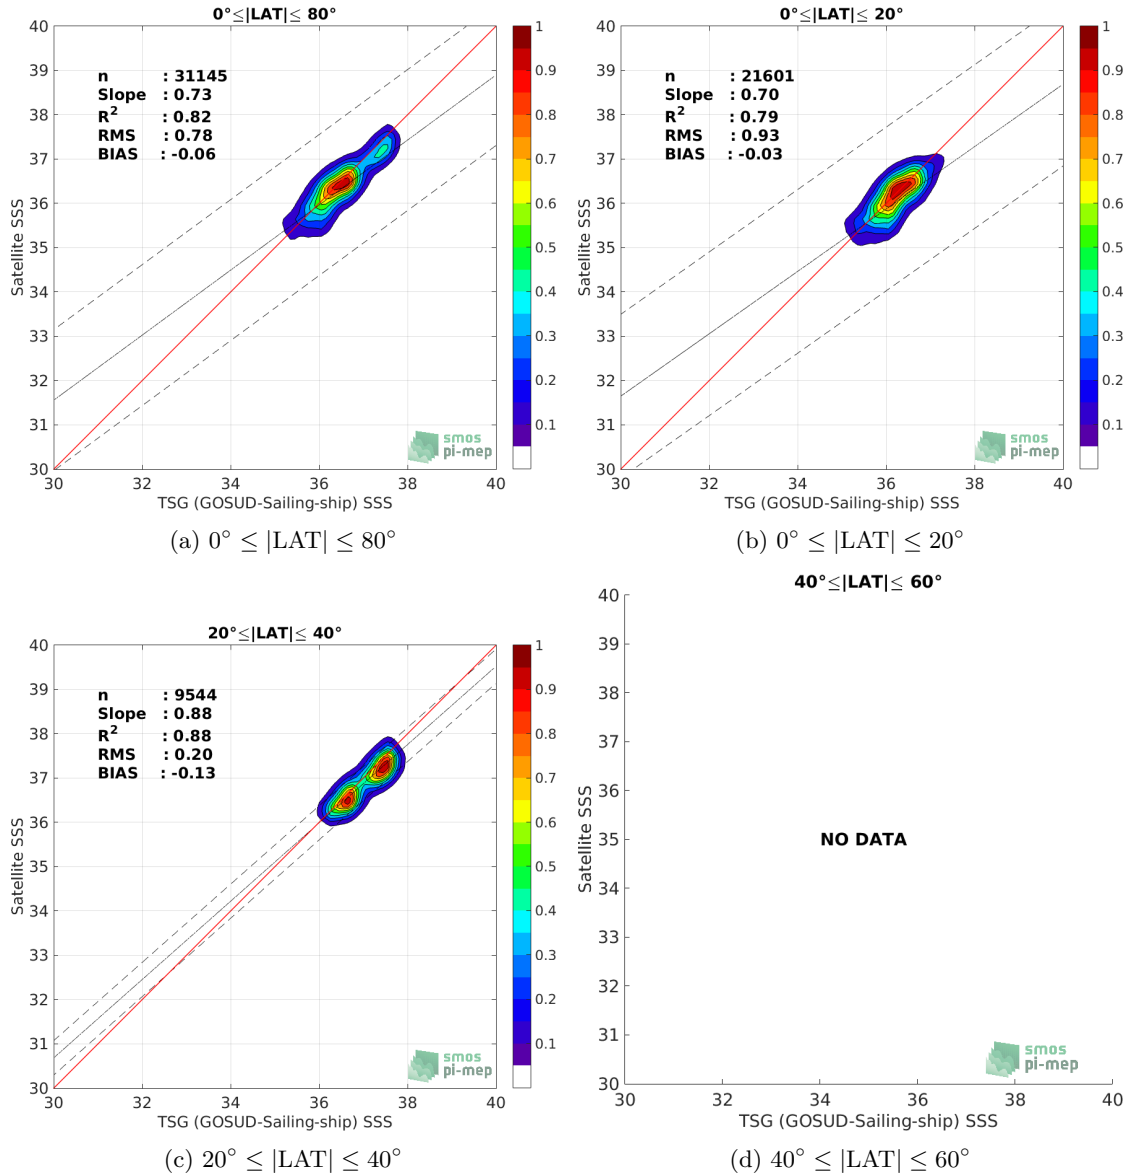 0°≤|LAT|≤ 80°
40
39
38
37
36
35
34
33
32
31
30
30
32
34
36
38
40
Satellite SSS
TSG (GOSUD-Sailing-ship) SSS
n : 31145
Slope : 0.73
R² : 0.82
RMS : 0.78
BIAS : -0.06
1
0.9
0.8
0.7
0.6
0.5
0.4
0.3
0.2
0.1
smos
pi-mep
(a) 0° ≤ |LAT| ≤ 80°
0°≤|LAT|≤ 20°
40
39
38
37
36
35
34
33
32
31
30
30
32
34
36
38
40
Satellite SSS
TSG (GOSUD-Sailing-ship) SSS
n : 21601
Slope : 0.70
R² : 0.79
RMS : 0.93
BIAS : -0.03
1
0.9
0.8
0.7
0.6
0.5
0.4
0.3
0.2
0.1
smos
pi-mep
(b) 0° ≤ |LAT| ≤ 20°
20°≤|LAT|≤ 40°
40
39
38
37
36
35
34
33
32
31
30
30
32
34
36
38
40
Satellite SSS
TSG (GOSUD-Sailing-ship) SSS
n : 9544
Slope : 0.88
R² : 0.88
RMS : 0.20
BIAS : -0.13
1
0.9
0.8
0.7
0.6
0.5
0.4
0.3
0.2
0.1
smos
pi-mep
(c) 20° ≤ |LAT| ≤ 40°
40°≤|LAT|≤ 60°
40
39
38
37
36
35
34
33
32
31
30
30
32
34
36
38
40
Satellite SSS
TSG (GOSUD-Sailing-ship) SSS
NO DATA
smos
pi-mep
(d) 40° ≤ |LAT| ≤ 60°